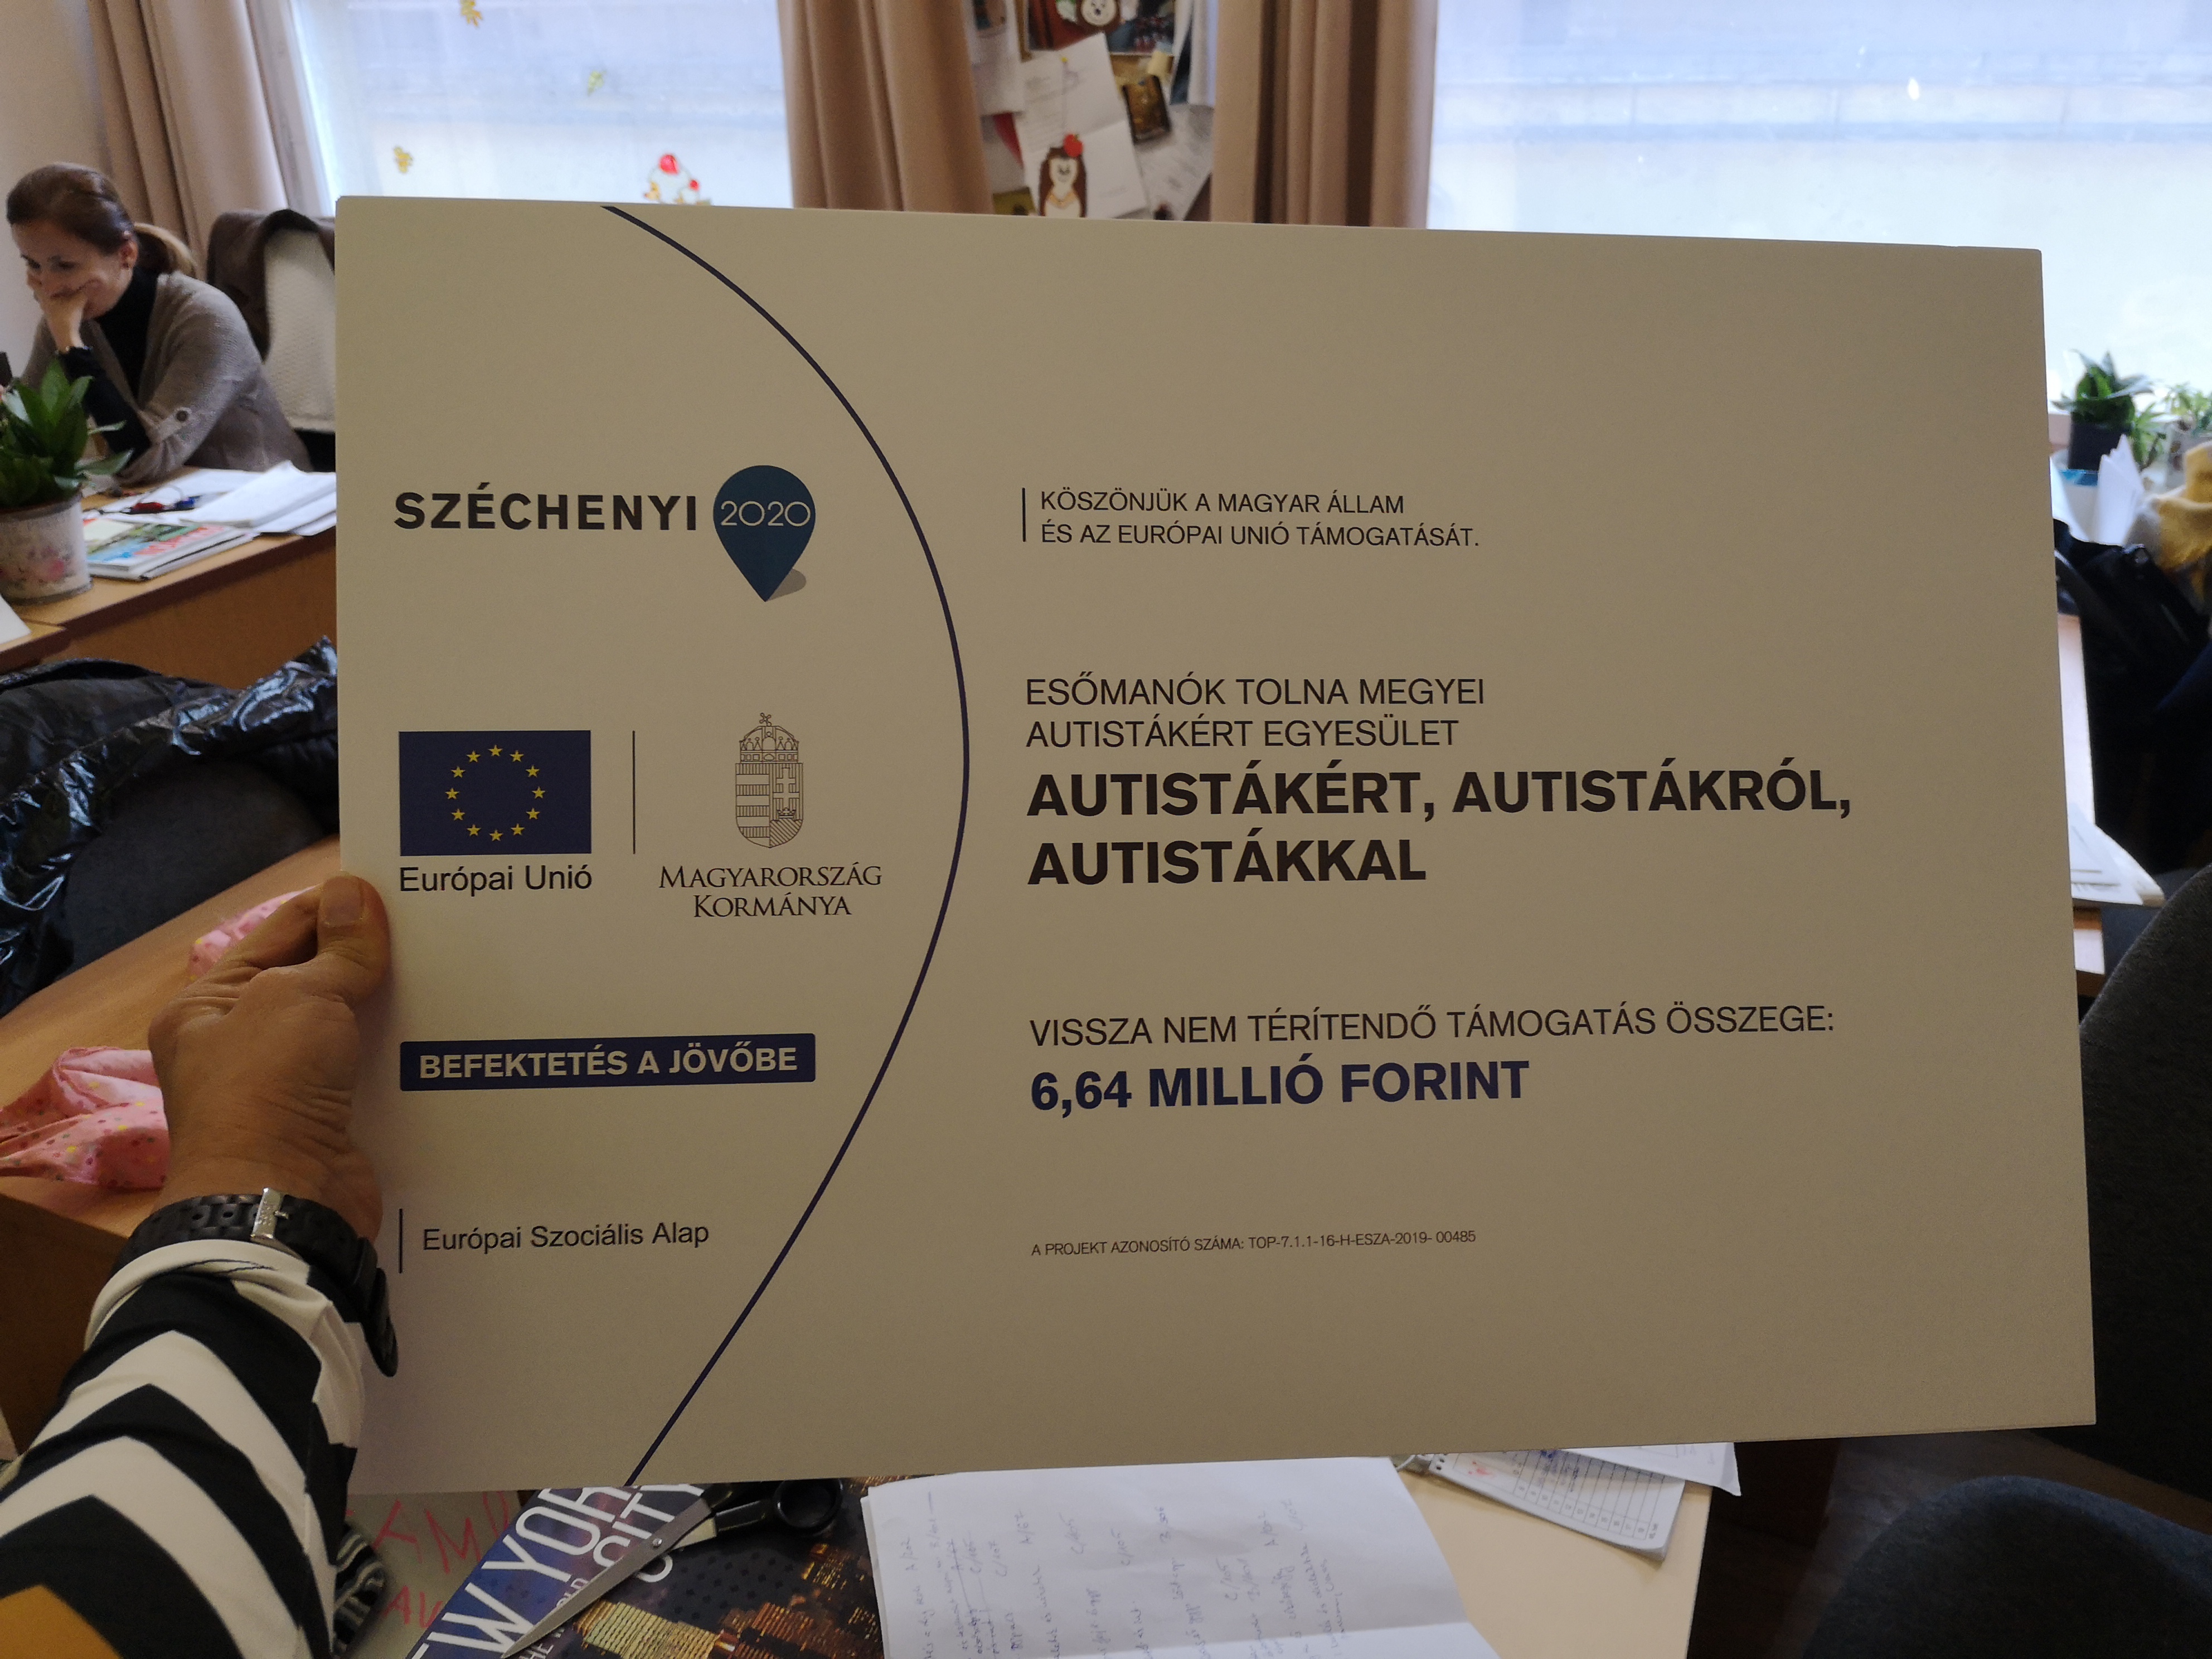 SZÉCHENYI 2020
Európai Unió
MAGYARORSZÁG
KORMÁNYA
BEFEKTETÉS A JÖVŐBE
Európai Szociális Alap
KÖSZÖNJÜK A MAGYAR ÁLLAM
ÉS AZ EURÓPAI UNIÓ TÁMOGATÁSÁT.
ESŐMANÓK TOLNA MEGYEI
AUTISTÁKÉRT EGYESÜLET
AUTISTÁKÉRT, AUTISTÁKRÓL,
AUTISTÁKKAL
VISSZA NEM TÉRÍTENDŐ TÁMOGATÁS ÖSSZEGE:
6,64 MILLIÓ FORINT
A PROJEKT AZONOSÍTÓ SZÁMA: TOP-7.1.1-16-H-ESZA-2019- 00485